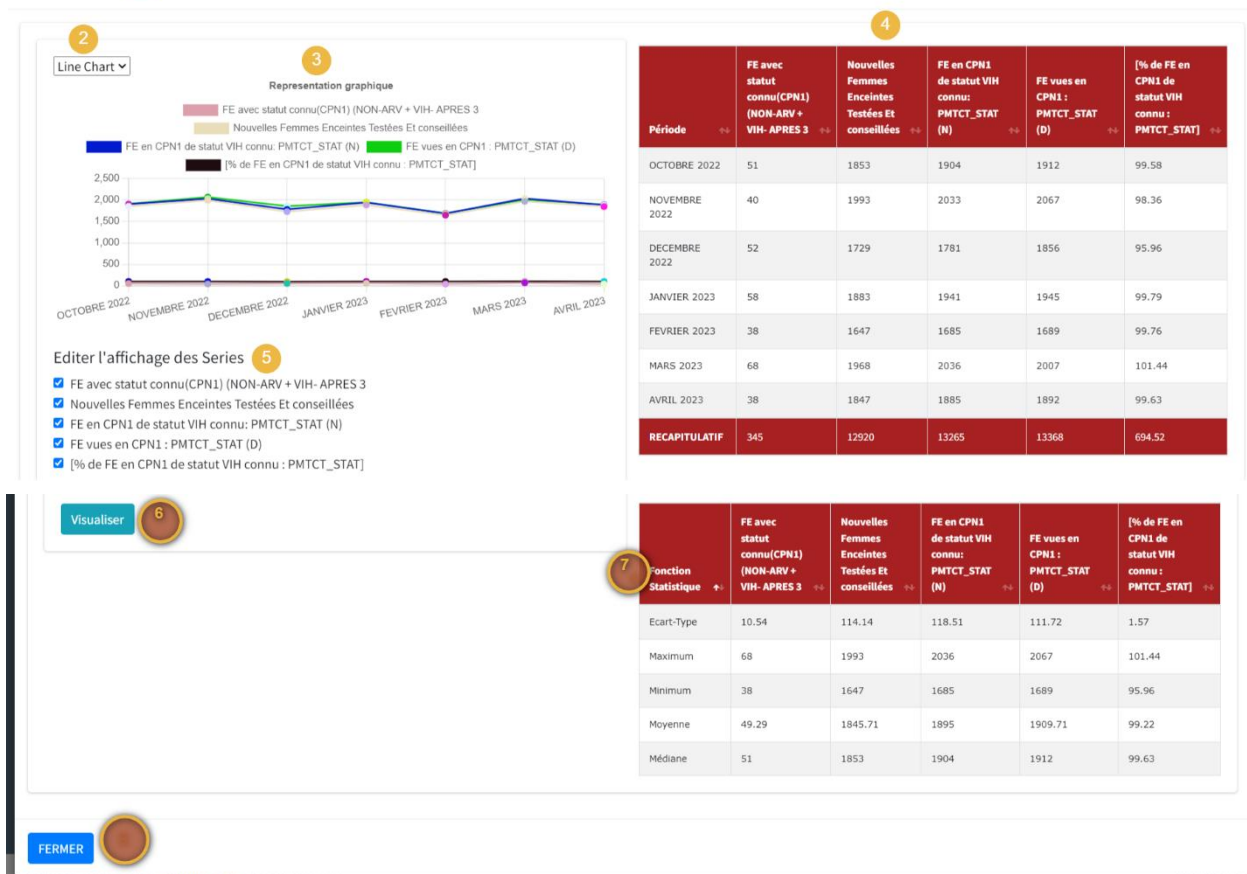 2
Line Chart
3
Representation graphique
FE avec statut connu(CPN1) (NON-ARV + VIH- APRES 3
Nouvelles Femmes Enceintes Testées Et conseillées
FE en CPN1 de statut VIH connu: PMTCT_STAT (N) FE vues en CPN1 : PMTCT_STAT (D)
[% de FE en CPN1 de statut VIH connu : PMTCT_STAT]
2,500
2,000
1,500
1,000
500
0
OCTOBRE 2022 NOVEMBRE 2022 DECEMBRE 2022 JANVIER 2023 FEVRIER 2023 MARS 2023 AVRIL 2023
Editer l'affichage des Series 5
FE avec statut connu(CPN1) (NON-ARV + VIH- APRES 3
Nouvelles Femmes Enceintes Testées Et conseillées
FE en CPN1 de statut VIH connu: PMTCT_STAT (N)
FE vues en CPN1 : PMTCT_STAT (D)
[% de FE en CPN1 de statut VIH connu : PMTCT_STAT]
Visualiser 6
4
Période
FE avec
statut
connu(CPN1)
(NON-ARV +
VIH- APRES 3
Nouvelles
Femmes
Enceintes
Testées Et
conseillées
FE en CPN1
de statut VIH
connu:
PMTCT_STAT
(N)
FE vues en
CPN1 :
PMTCT_STAT
(D)
[% de FE en
CPN1 de
statut VIH
connu :
PMTCT_STAT]
OCTOBRE 2022 51 1853 1904 1912 99.58
NOVEMBRE 40 1993 2033 2067 98.36
2022
DECEMBRE 52 1729 1781 1856 95.96
2022
JANVIER 2023 58 1883 1941 1945 99.79
FEVRIER 2023 38 1647 1685 1689 99.76
MARS 2023 68 1968 2036 2007 101.44
AVRIL 2023 38 1847 1885 1892 99.63
RECAPITULATIF 345 12920 13265 13368 694.52
7
Fonction
Statistique
FE avec
statut
connu(CPN1)
(NON-ARV +
VIH- APRES 3
Nouvelles
Femmes
Enceintes
Testées Et
conseillées
FE en CPN1
de statut VIH
connu:
PMTCT_STAT
(N)
FE vues en
CPN1 :
PMTCT_STAT
(D)
[% de FE en
CPN1 de
statut VIH
connu :
PMTCT_STAT]
Ecart-Type 10.54 114.14 118.51 111.72 1.57
Maximum 68 1993 2036 2067 101.44
Minimum 38 1647 1685 1689 95.96
Moyenne 49.29 1845.71 1895 1909.71 99.22
Médiane 51 1853 1904 1912 99.63
FERMER